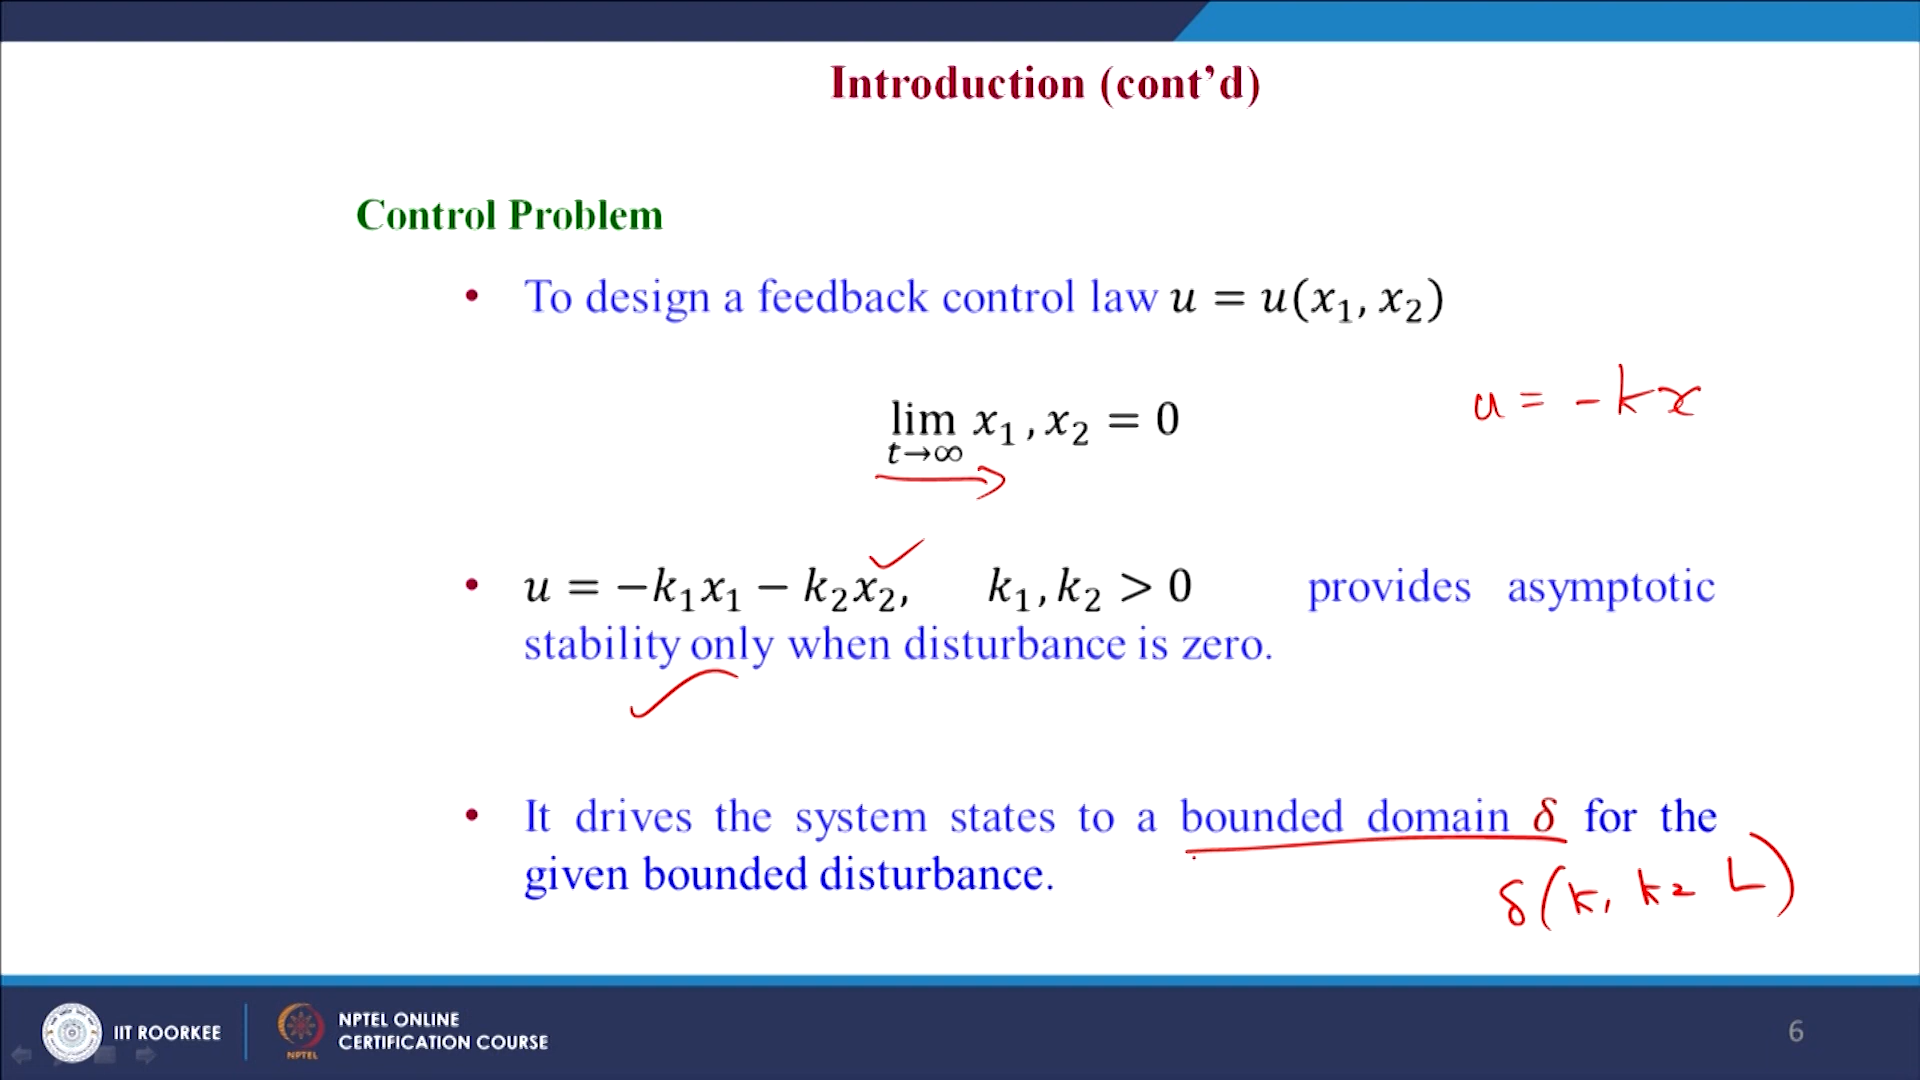 Introduction (cont’d)
Control Problem
• To design a feedback control law u = u(x₁, x₂)
lim x₁, x₂ = 0
t→∞
u = -kx
• u = −k₁x₁ − k₂x₂, k₁, k₂ > 0 provides asymptotic
stability only when disturbance is zero.
• It drives the system states to a bounded domain δ for the
given bounded disturbance.
δ(k₁ k₂ L)
IIT ROORKEE
NPTEL
NPTEL ONLINE
CERTIFICATION COURSE
6